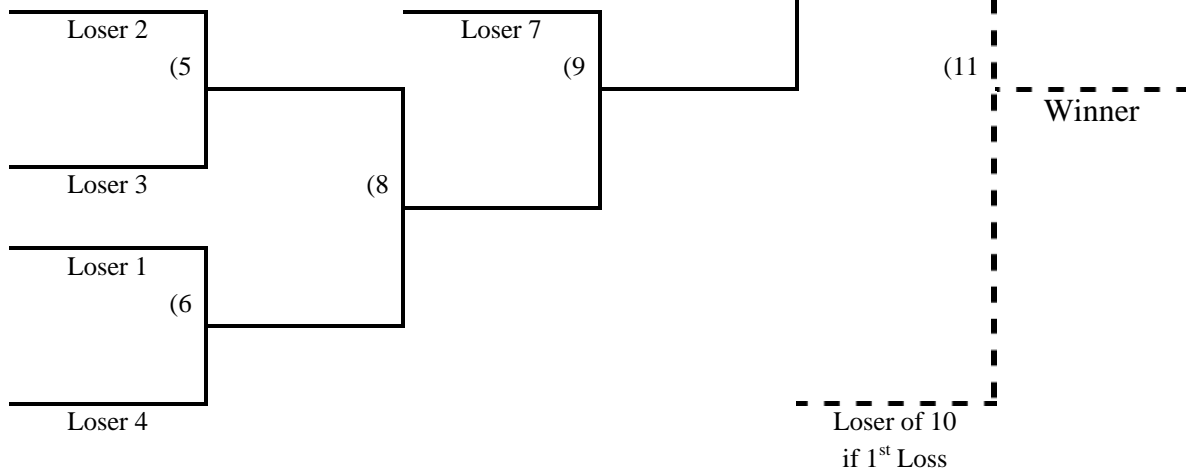 Loser 2
Loser 7
(5
(9
(11
Winner
Loser 3
(8
Loser 1
(6
Loser 4
Loser of 10
if 1st Loss